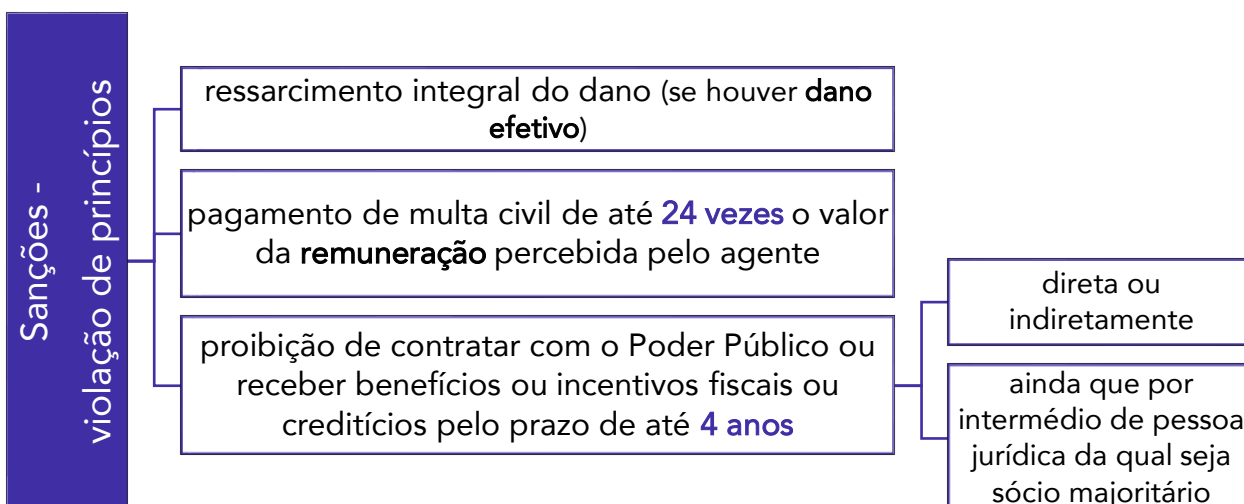 Sanções -
violação de princípios
ressarcimento integral do dano (se houver dano
efetivo)
pagamento de multa civil de até 24 vezes o valor
da remuneração percebida pelo agente
proibição de contratar com o Poder Público ou
receber benefícios ou incentivos fiscais ou
creditícios pelo prazo de até 4 anos
direta ou
indiretamente
ainda que por
intermédio de pessoa
jurídica da qual seja
sócio majoritário